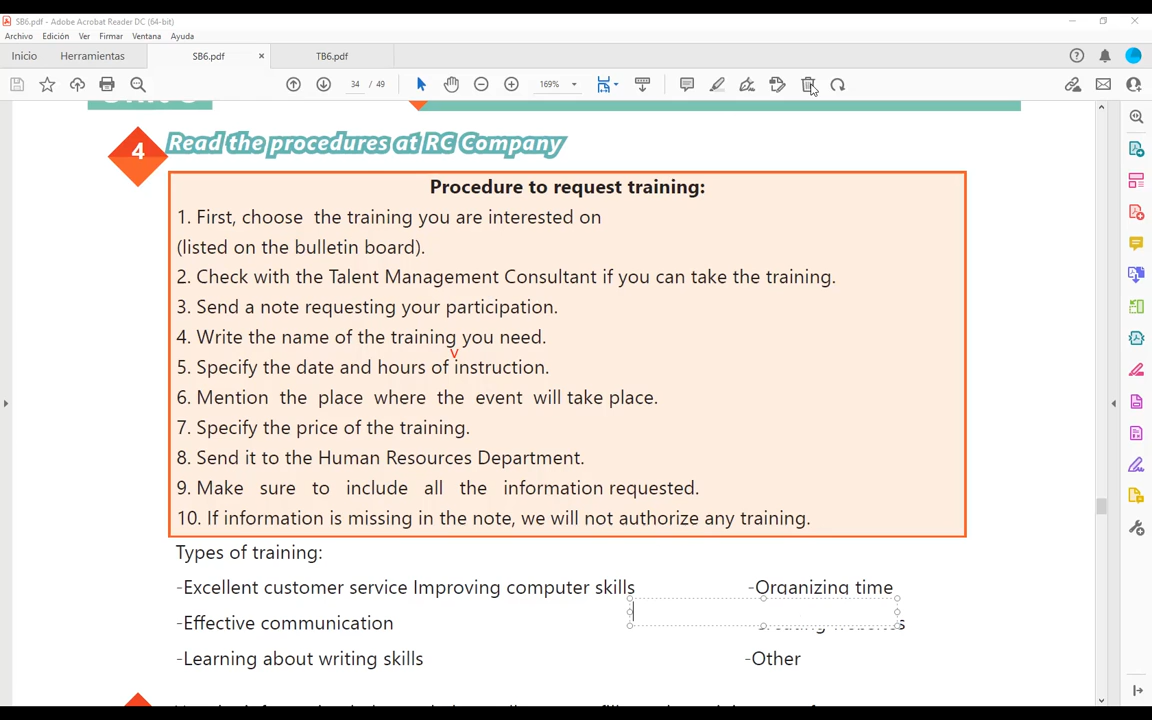 SB6.pdf - Adobe Acrobat Reader DC (64-bit)
Archivo Edición Ver Firmar Ventana Ayuda
Inicio Herramientas SB6.pdf × TB6.pdf
34 / 49 169%
4 Read the procedures at RC Company
Procedure to request training:
1. First, choose the training you are interested on
(listed on the bulletin board).
2. Check with the Talent Management Consultant if you can take the training.
3. Send a note requesting your participation.
4. Write the name of the training you need.
v
5. Specify the date and hours of instruction.
6. Mention the place where the event will take place.
7. Specify the price of the training.
8. Send it to the Human Resources Department.
9. Make sure to include all the information requested.
10. If information is missing in the note, we will not authorize any training.
Types of training:
-Excellent customer service Improving computer skills -Organizing time
-Effective communication
-Learning about writing skills -Other